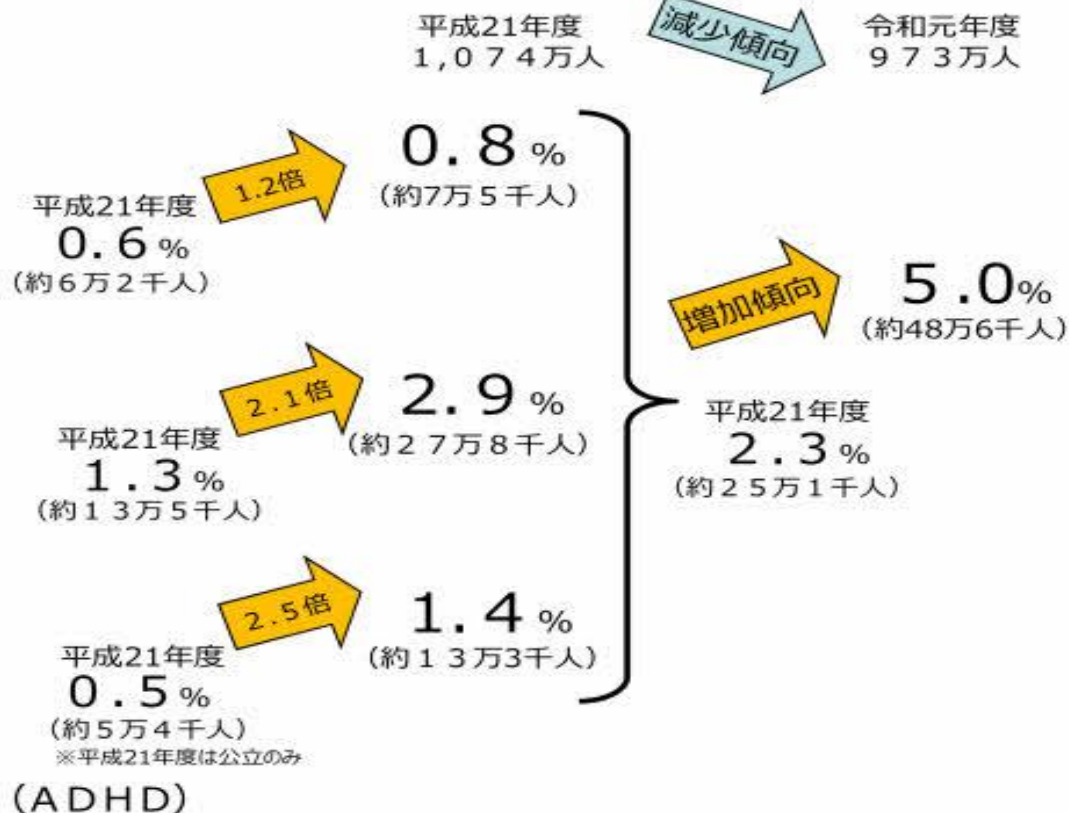 平成21年度
1,074万人
減少傾向
令和元年度
973万人
1.2倍
0.8%
(約7万5千人)
平成21年度
0.6%
(約6万2千人)
増加傾向
5.0%
(約48万6千人)
2.1倍
2.9%
(約27万8千人)
平成21年度
1.3%
(約13万5千人)
平成21年度
2.3%
(約25万1千人)
2.5倍
1.4%
(約13万3千人)
平成21年度
0.5%
(約5万4千人)
※平成21年度は公立のみ
(ADHD)